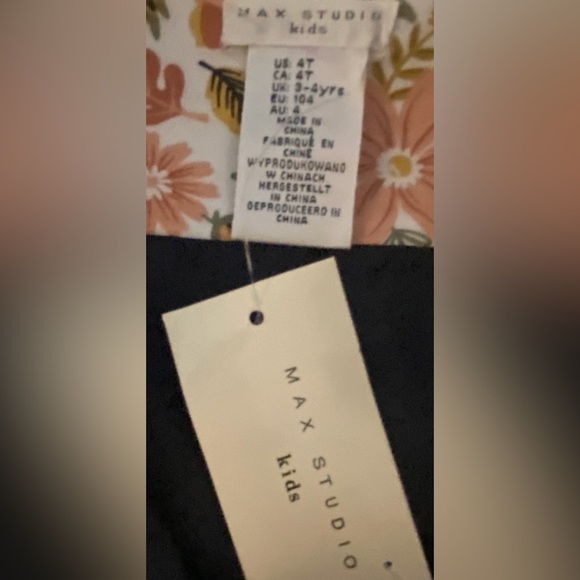 MAX STUDIO
kids
US: 4T
CA: 4T
UK: 3-4yrs
EU: 104
AU: 4
MADE IN
CHINA
FABRIQUÉ EN
CHINE
WYPRODUKOWANO
W CHINACH
HERGESTELLT
IN CHINA
GEPRODUCEERD IN
CHINA
MAX STUDIO
kids